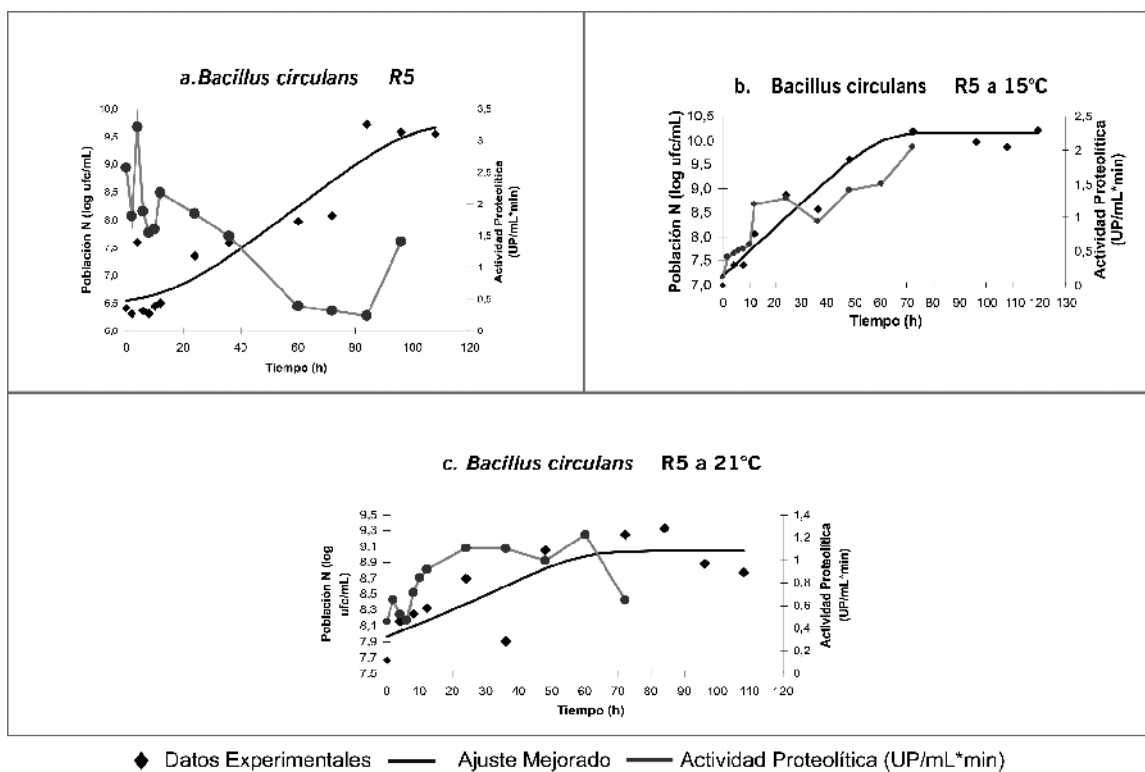 a. Bacillus circulans R5
Población N (log ufc/mL)
10,0
9,5
9,0
8,5
8,0
7,5
7,0
6,5
6,0
3,5
3
2,5
2
1,5
1
0,5
0
Actividad Proteolítica
(UP/mL*min)
0 20 40 60 80 100 120
Tiempo (h)
b. Bacillus circulans R5 a 15°C
Población N (log ufc/mL)
10,5
10,0
9,5
9,0
8,5
8,0
7,5
7,0
2,5
2
1,5
1
0,5
0
Actividad Proteolítica
(UP/mL*min)
0 10 20 30 40 50 60 70 80 90 100 110 120 130
Tiempo (h)
c. Bacillus circulans R5 a 21°C
Población N (log
ufc/mL)
9,5
9,3
9,1
8,9
8,7
8,5
8,3
8,1
7,9
7,7
7,5
1,4
1,2
1
0,8
0,6
0,4
0,2
0
Actividad Proteolítica
(UP/mL*min)
0 10 20 30 40 50 60 70 80 90 100 110 120
Tiempo (h)
Datos Experimentales Ajuste Mejorado Actividad Proteolítica (UP/mL*min)